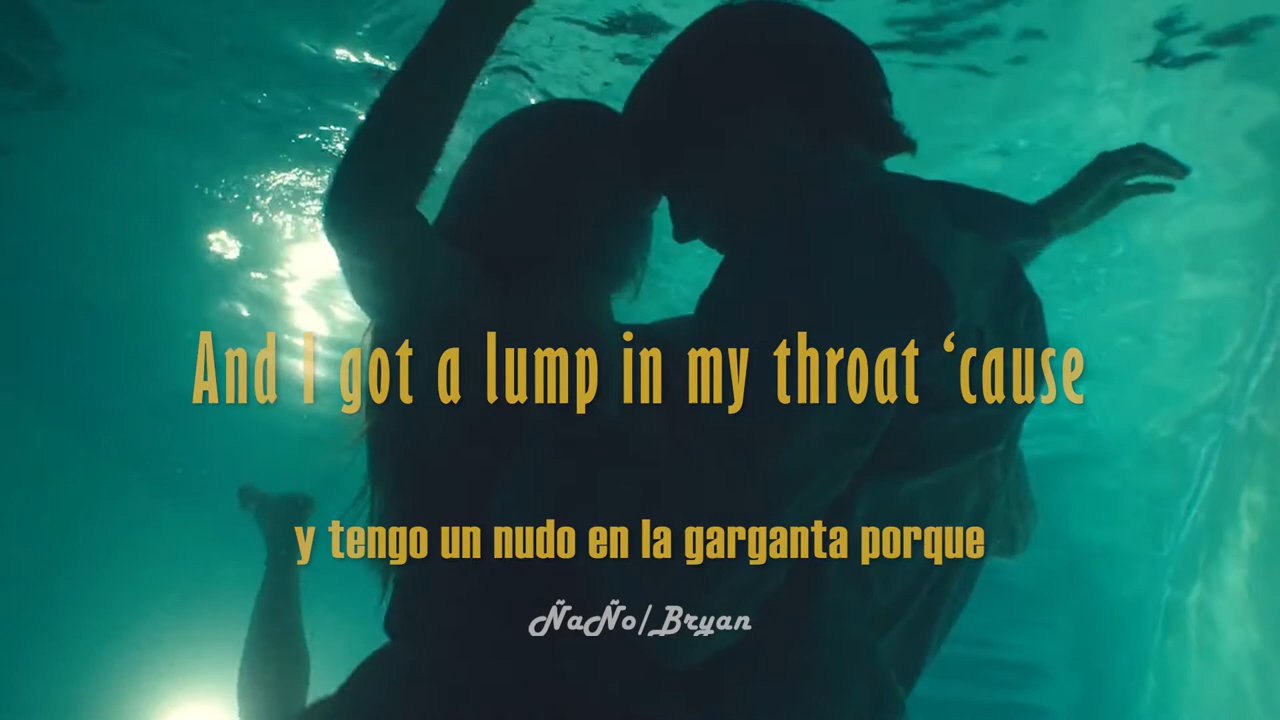 And I got a lump in my throat ‘cause
y tengo un nudo en la garganta porque
ÑaÑo/Bryan